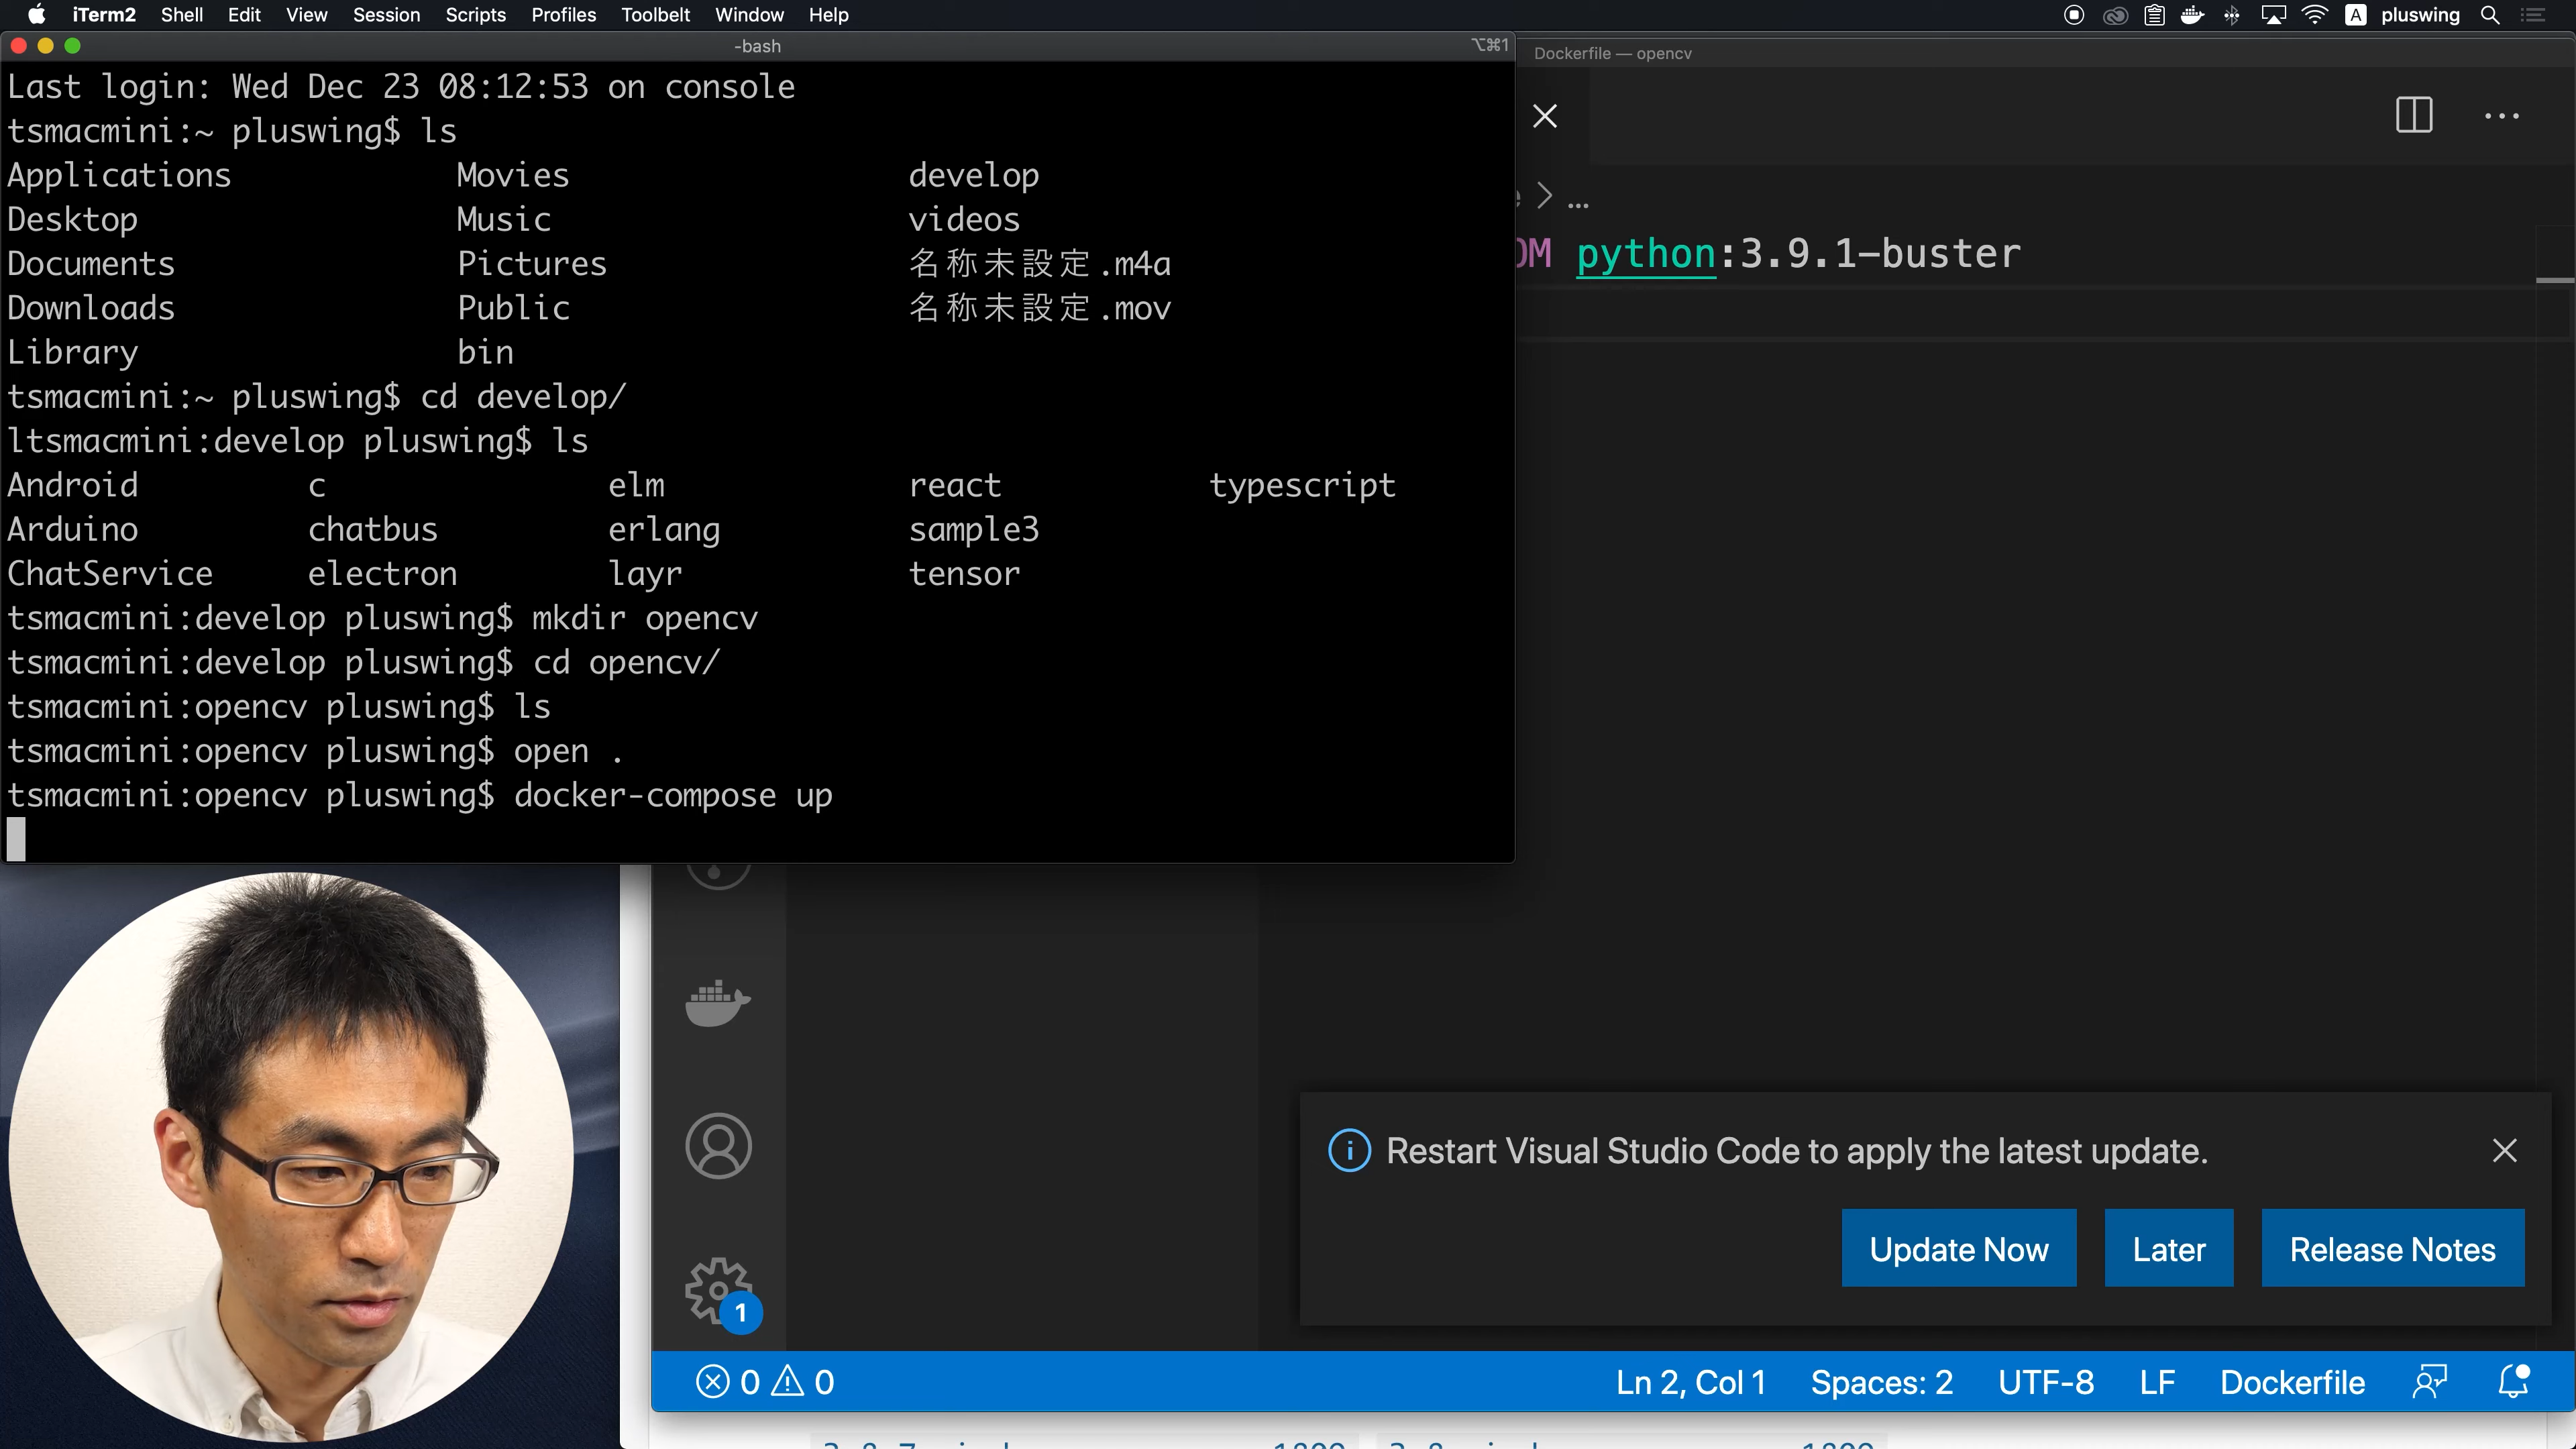 iTerm2 Shell Edit View Session Scripts Profiles Toolbelt Window Help A pluswing
-bash ⌥⌘1
Dockerfile — opencv
Last login: Wed Dec 23 08:12:53 on console
tsmacmini:~ pluswing$ ls
Applications Movies develop
Desktop Music videos
Documents Pictures 名称未設定.m4a
Downloads Public 名称未設定.mov
Library bin
tsmacmini:~ pluswing$ cd develop/
ltsmacmini:develop pluswing$ ls
Android c elm react typescript
Arduino chatbus erlang sample3
ChatService electron layr tensor
tsmacmini:develop pluswing$ mkdir opencv
tsmacmini:develop pluswing$ cd opencv/
tsmacmini:opencv pluswing$ ls
tsmacmini:opencv pluswing$ open .
tsmacmini:opencv pluswing$ docker-compose up
> ...
OM python:3.9.1-buster
Restart Visual Studio Code to apply the latest update.
Update Now Later Release Notes
1
0 0 Ln 2, Col 1 Spaces: 2 UTF-8 LF Dockerfile